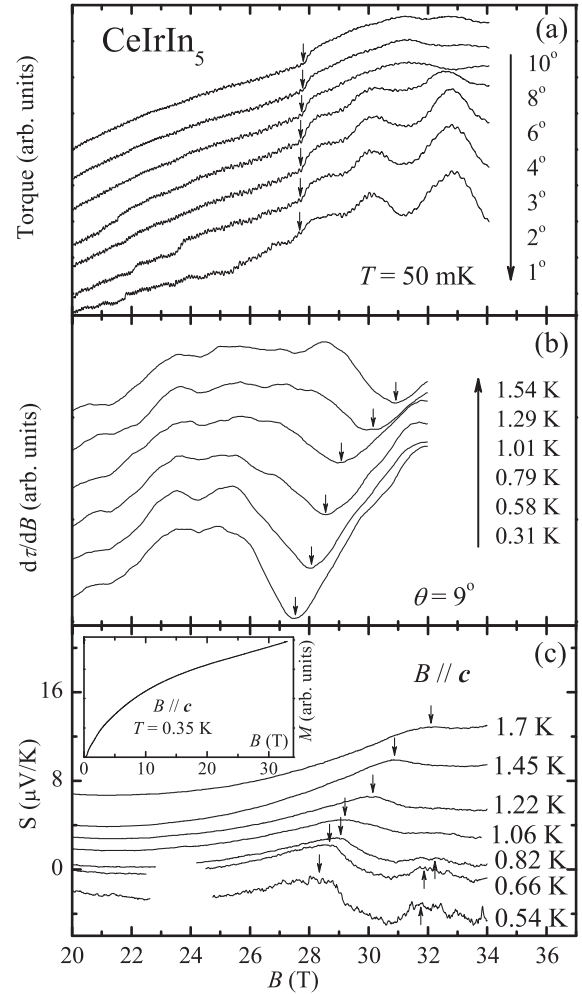 CeIrIn5
(a)
Torque (arb. units)
10°
8°
6°
4°
3°
2°
1°
T = 50 mK
(b)
dτ/dB (arb. units)
1.54 K
1.29 K
1.01 K
0.79 K
0.58 K
0.31 K
θ = 9°
(c)
B // c
S (μV/K)
16
8
0
B // c
T = 0.35 K
B (T)
M (arb. units)
0 10 20 30
1.7 K
1.45 K
1.22 K
1.06 K
0.82 K
0.66 K
0.54 K
20 22 24 26 28 30 32 34 36
B (T)